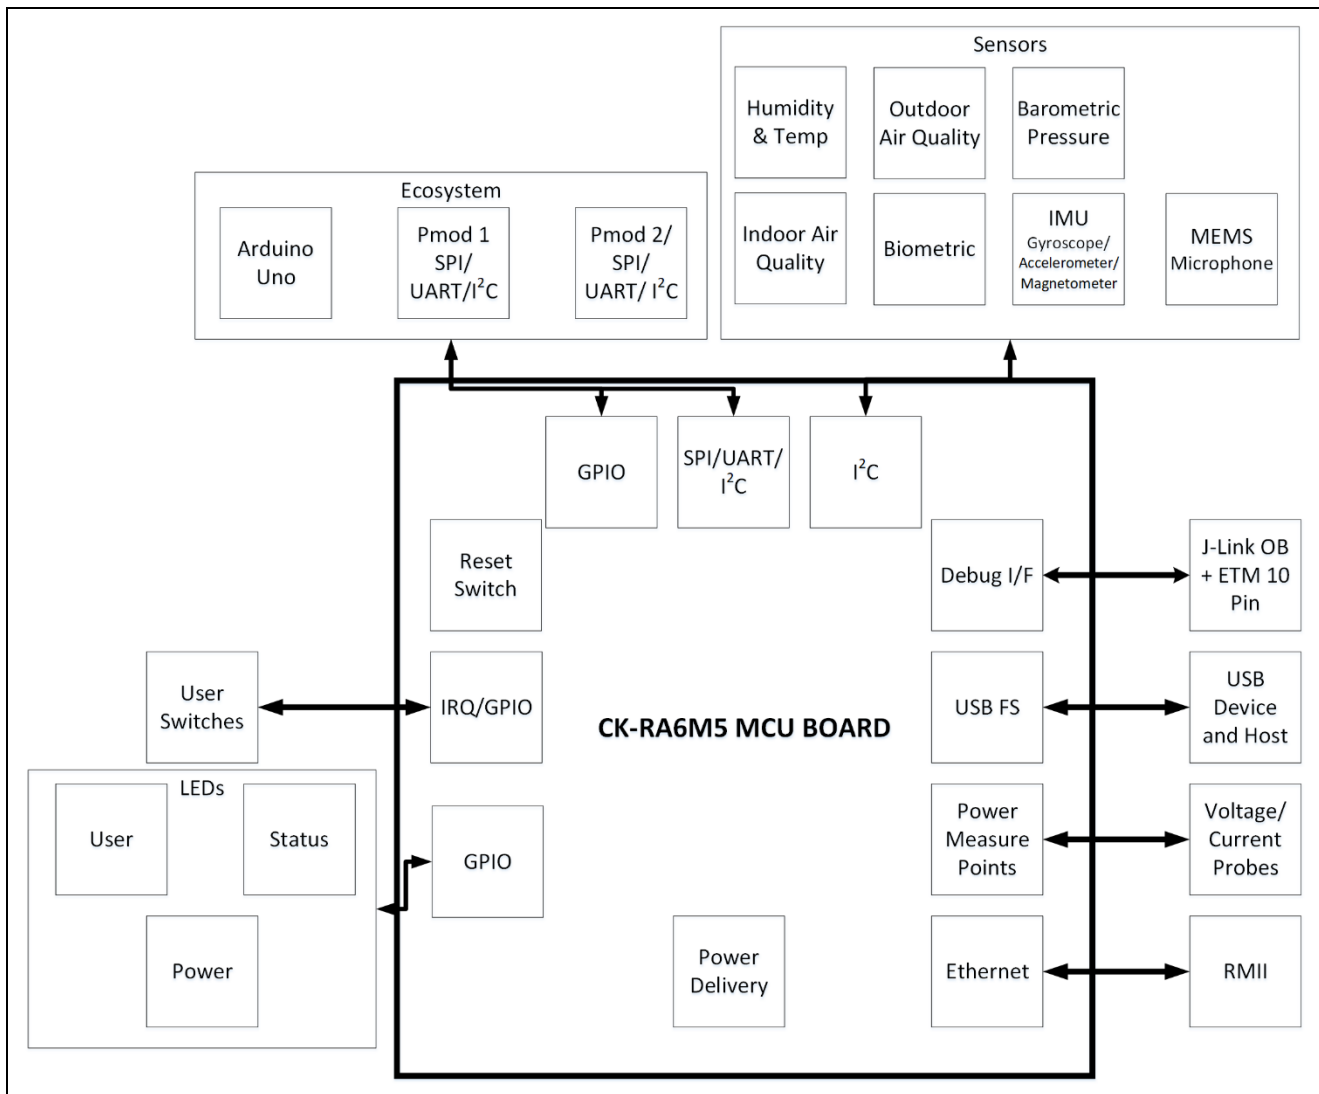 Sensors
Humidity
& Temp
Outdoor
Air Quality
Barometric
Pressure
Indoor Air
Quality
Biometric
IMU
Gyroscope/
Accelerometer/
Magnetometer
MEMS
Microphone
Ecosystem
Arduino
Uno
Pmod 1
SPI/
UART/I²C
Pmod 2/
SPI/
UART/ I²C
GPIO
SPI/UART/
I²C
I²C
Reset
Switch
Debug I/F
J-Link OB
+ ETM 10
Pin
User
Switches
IRQ/GPIO
CK-RA6M5 MCU BOARD
USB FS
USB
Device
and Host
LEDs
User
Status
Power
GPIO
Power
Measure
Points
Voltage/
Current
Probes
Power
Delivery
Ethernet
RMII